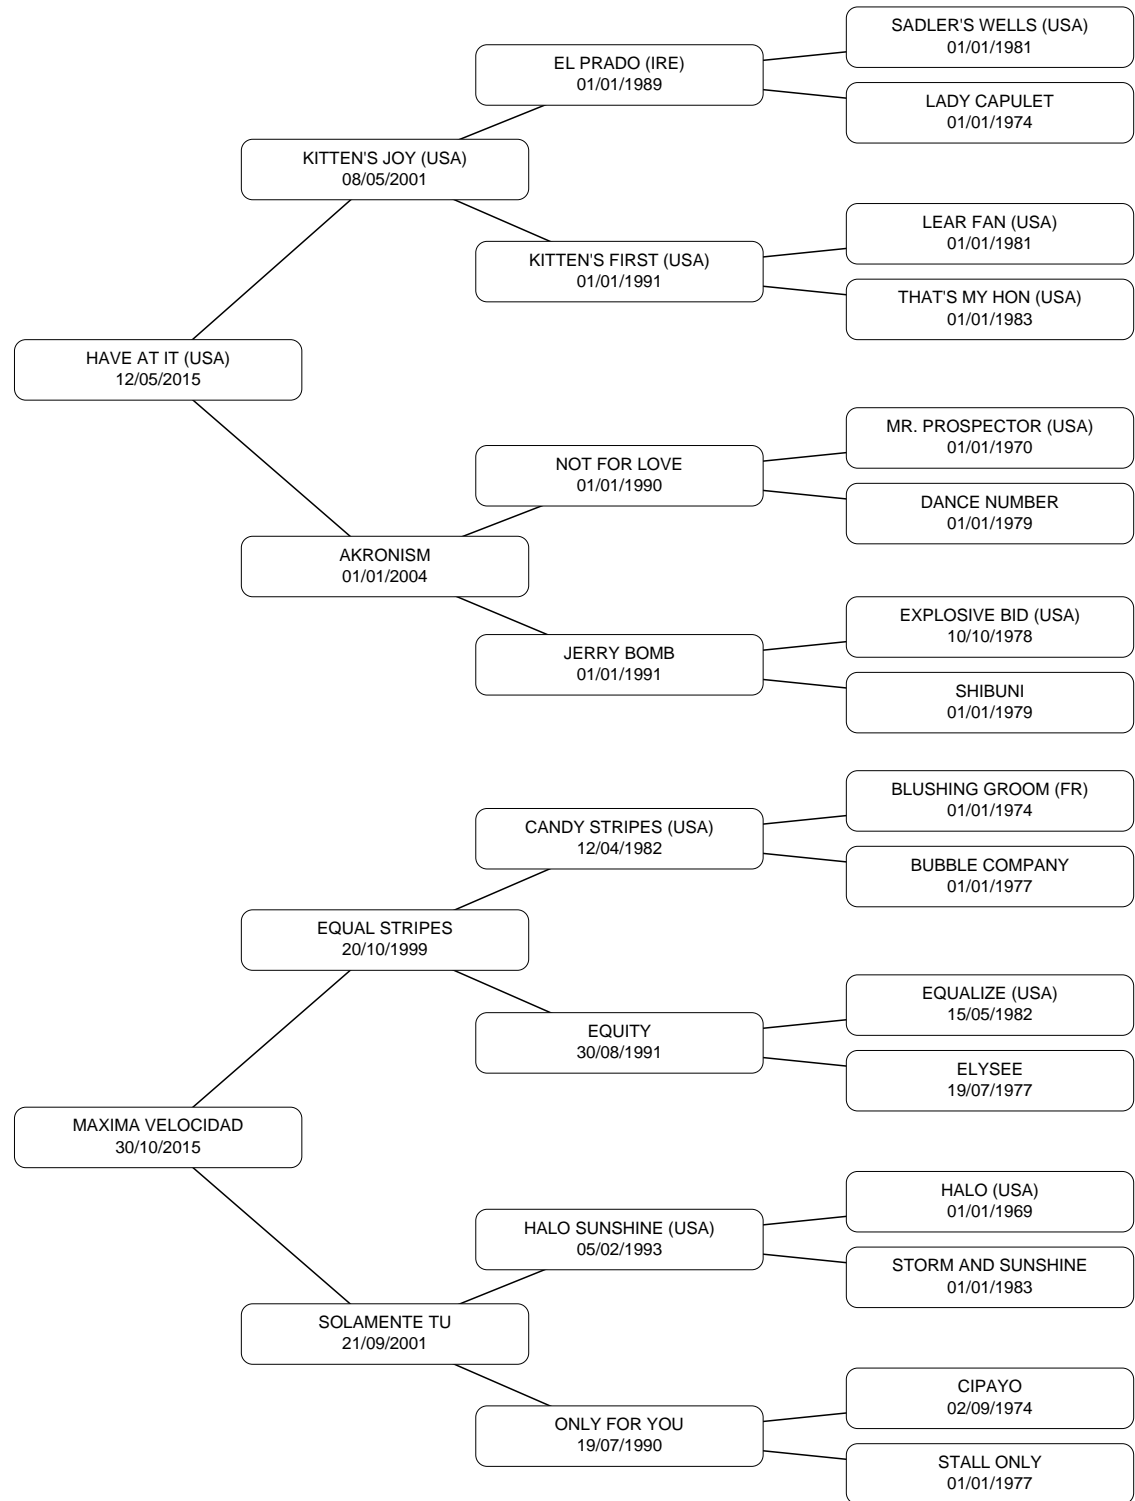 SADLER'S WELLS (USA)
01/01/1981
EL PRADO (IRE)
01/01/1989
LADY CAPULET
01/01/1974
KITTEN'S JOY (USA)
08/05/2001
LEAR FAN (USA)
01/01/1981
KITTEN'S FIRST (USA)
01/01/1991
THAT'S MY HON (USA)
01/01/1983
HAVE AT IT (USA)
12/05/2015
MR. PROSPECTOR (USA)
01/01/1970
NOT FOR LOVE
01/01/1990
DANCE NUMBER
01/01/1979
AKRONISM
01/01/2004
EXPLOSIVE BID (USA)
10/10/1978
JERRY BOMB
01/01/1991
SHIBUNI
01/01/1979
BLUSHING GROOM (FR)
01/01/1974
CANDY STRIPES (USA)
12/04/1982
BUBBLE COMPANY
01/01/1977
EQUAL STRIPES
20/10/1999
EQUALIZE (USA)
15/05/1982
EQUITY
30/08/1991
ELYSEE
19/07/1977
MAXIMA VELOCIDAD
30/10/2015
HALO (USA)
01/01/1969
HALO SUNSHINE (USA)
05/02/1993
STORM AND SUNSHINE
01/01/1983
SOLAMENTE TU
21/09/2001
CIPAYO
02/09/1974
ONLY FOR YOU
19/07/1990
STALL ONLY
01/01/1977